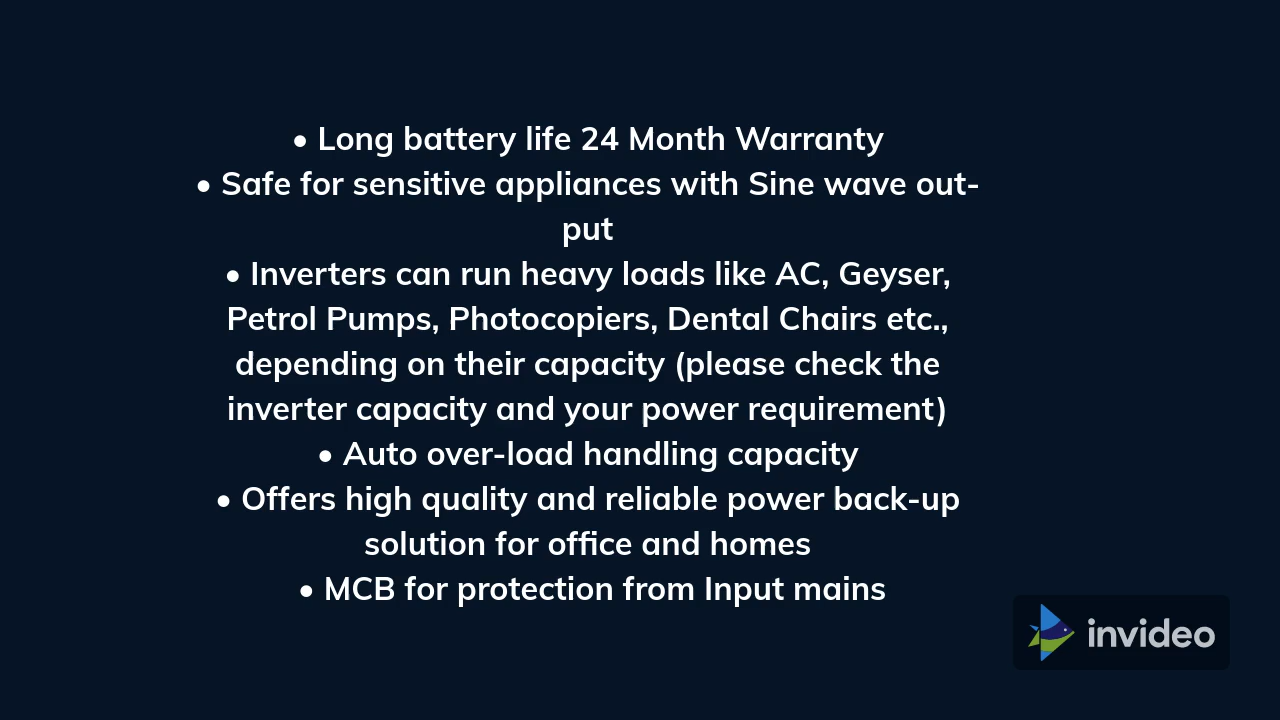 • Long battery life 24 Month Warranty
• Safe for sensitive appliances with Sine wave out-
put
• Inverters can run heavy loads like AC, Geyser,
Petrol Pumps, Photocopiers, Dental Chairs etc.,
depending on their capacity (please check the
inverter capacity and your power requirement)
• Auto over-load handling capacity
• Offers high quality and reliable power back-up
solution for office and homes
• MCB for protection from Input mains
invideo